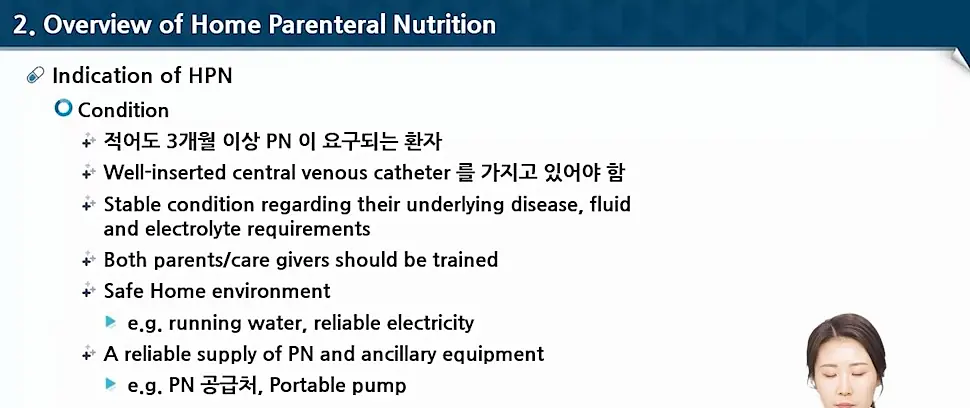 2. Overview of Home Parenteral Nutrition
Indication of HPN
Condition
적어도 3개월 이상 PN 이 요구되는 환자
Well-inserted central venous catheter 를 가지고 있어야 함
Stable condition regarding their underlying disease, fluid
and electrolyte requirements
Both parents/care givers should be trained
Safe Home environment
e.g. running water, reliable electricity
A reliable supply of PN and ancillary equipment
e.g. PN 공급처, Portable pump